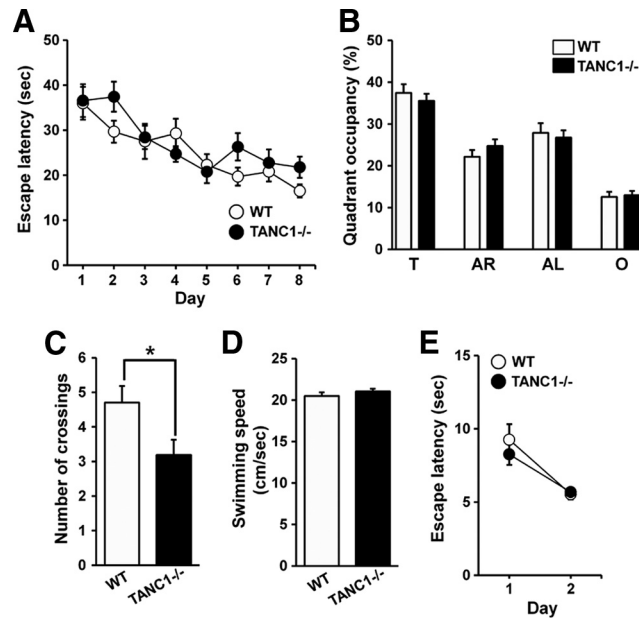 A
Escape latency (sec)
50
40
30
20
10
0
WT
TANC1-/-
1 2 3 4 5 6 7 8
Day
B
Quadrant occupancy (%)
50
40
30
20
10
0
WT
TANC1-/-
T AR AL O
C
Number of crossings
6
5
4
3
2
1
0
*
WT
TANC1-/-
D
Swimming speed
(cm/sec)
25
20
15
10
5
0
WT
TANC1-/-
E
Escape latency (sec)
15
10
5
0
WT
TANC1-/-
1 2
Day